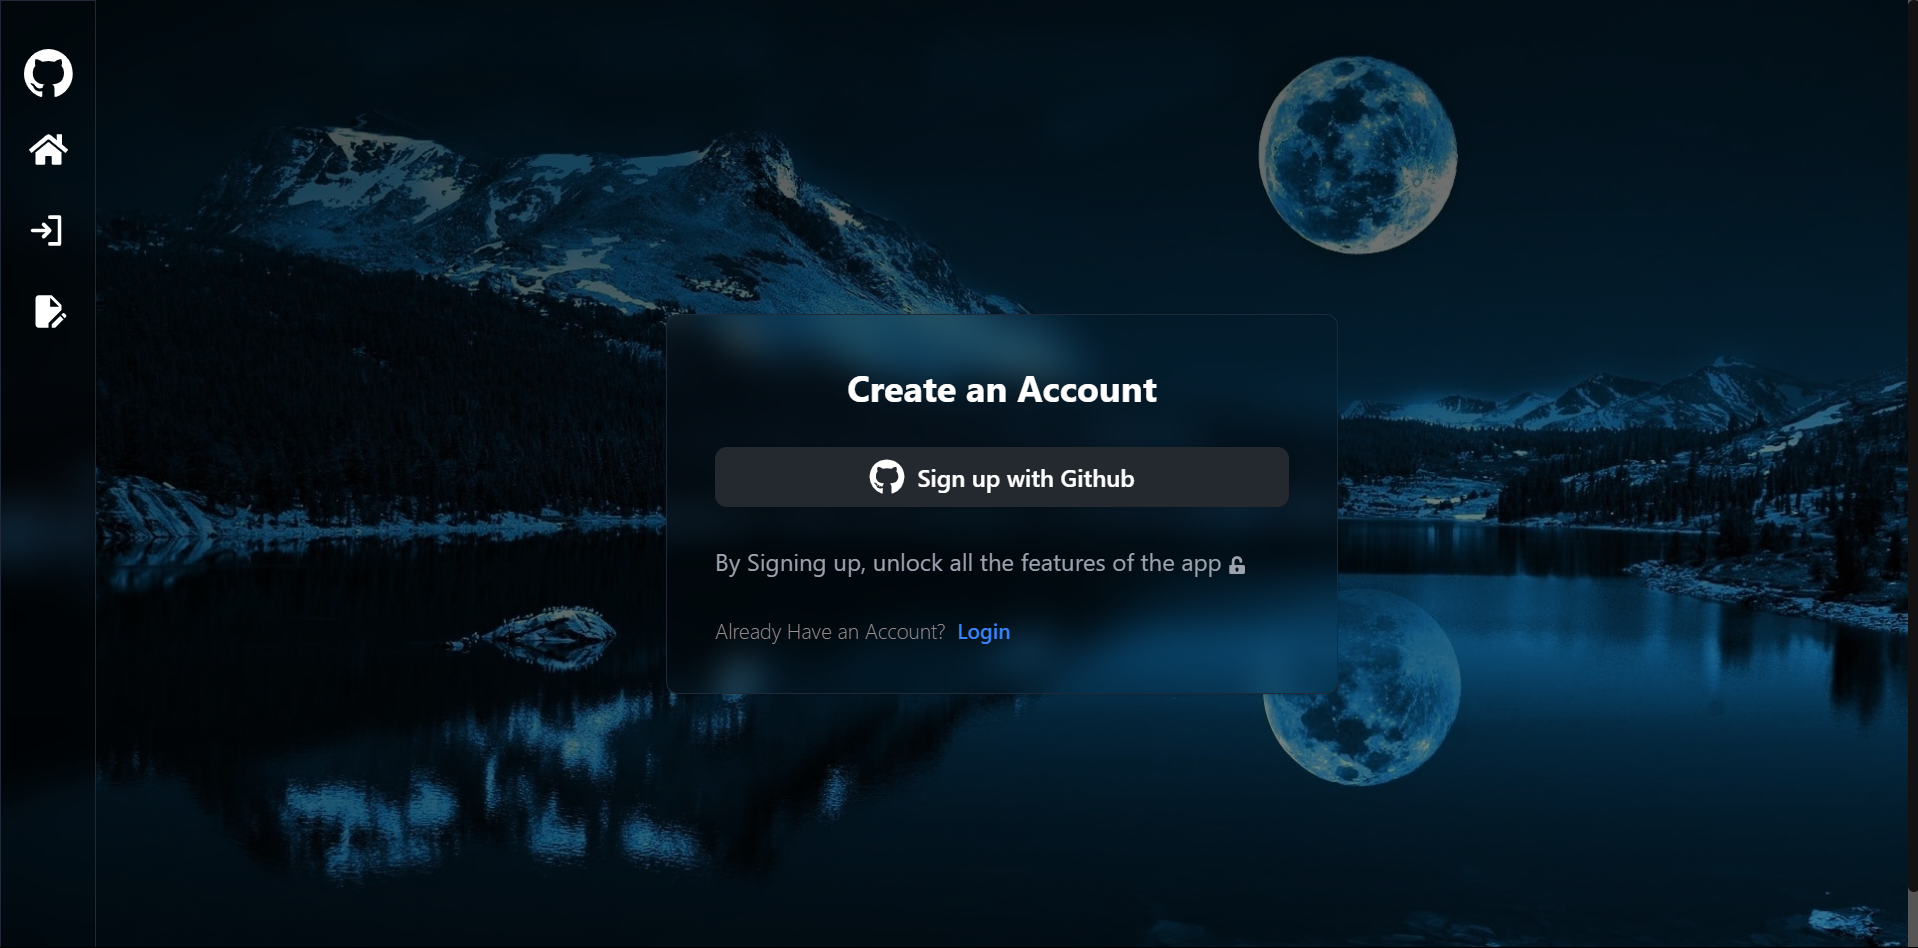 Create an Account
Sign up with Github
By Signing up, unlock all the features of the app
Already Have an Account? Login